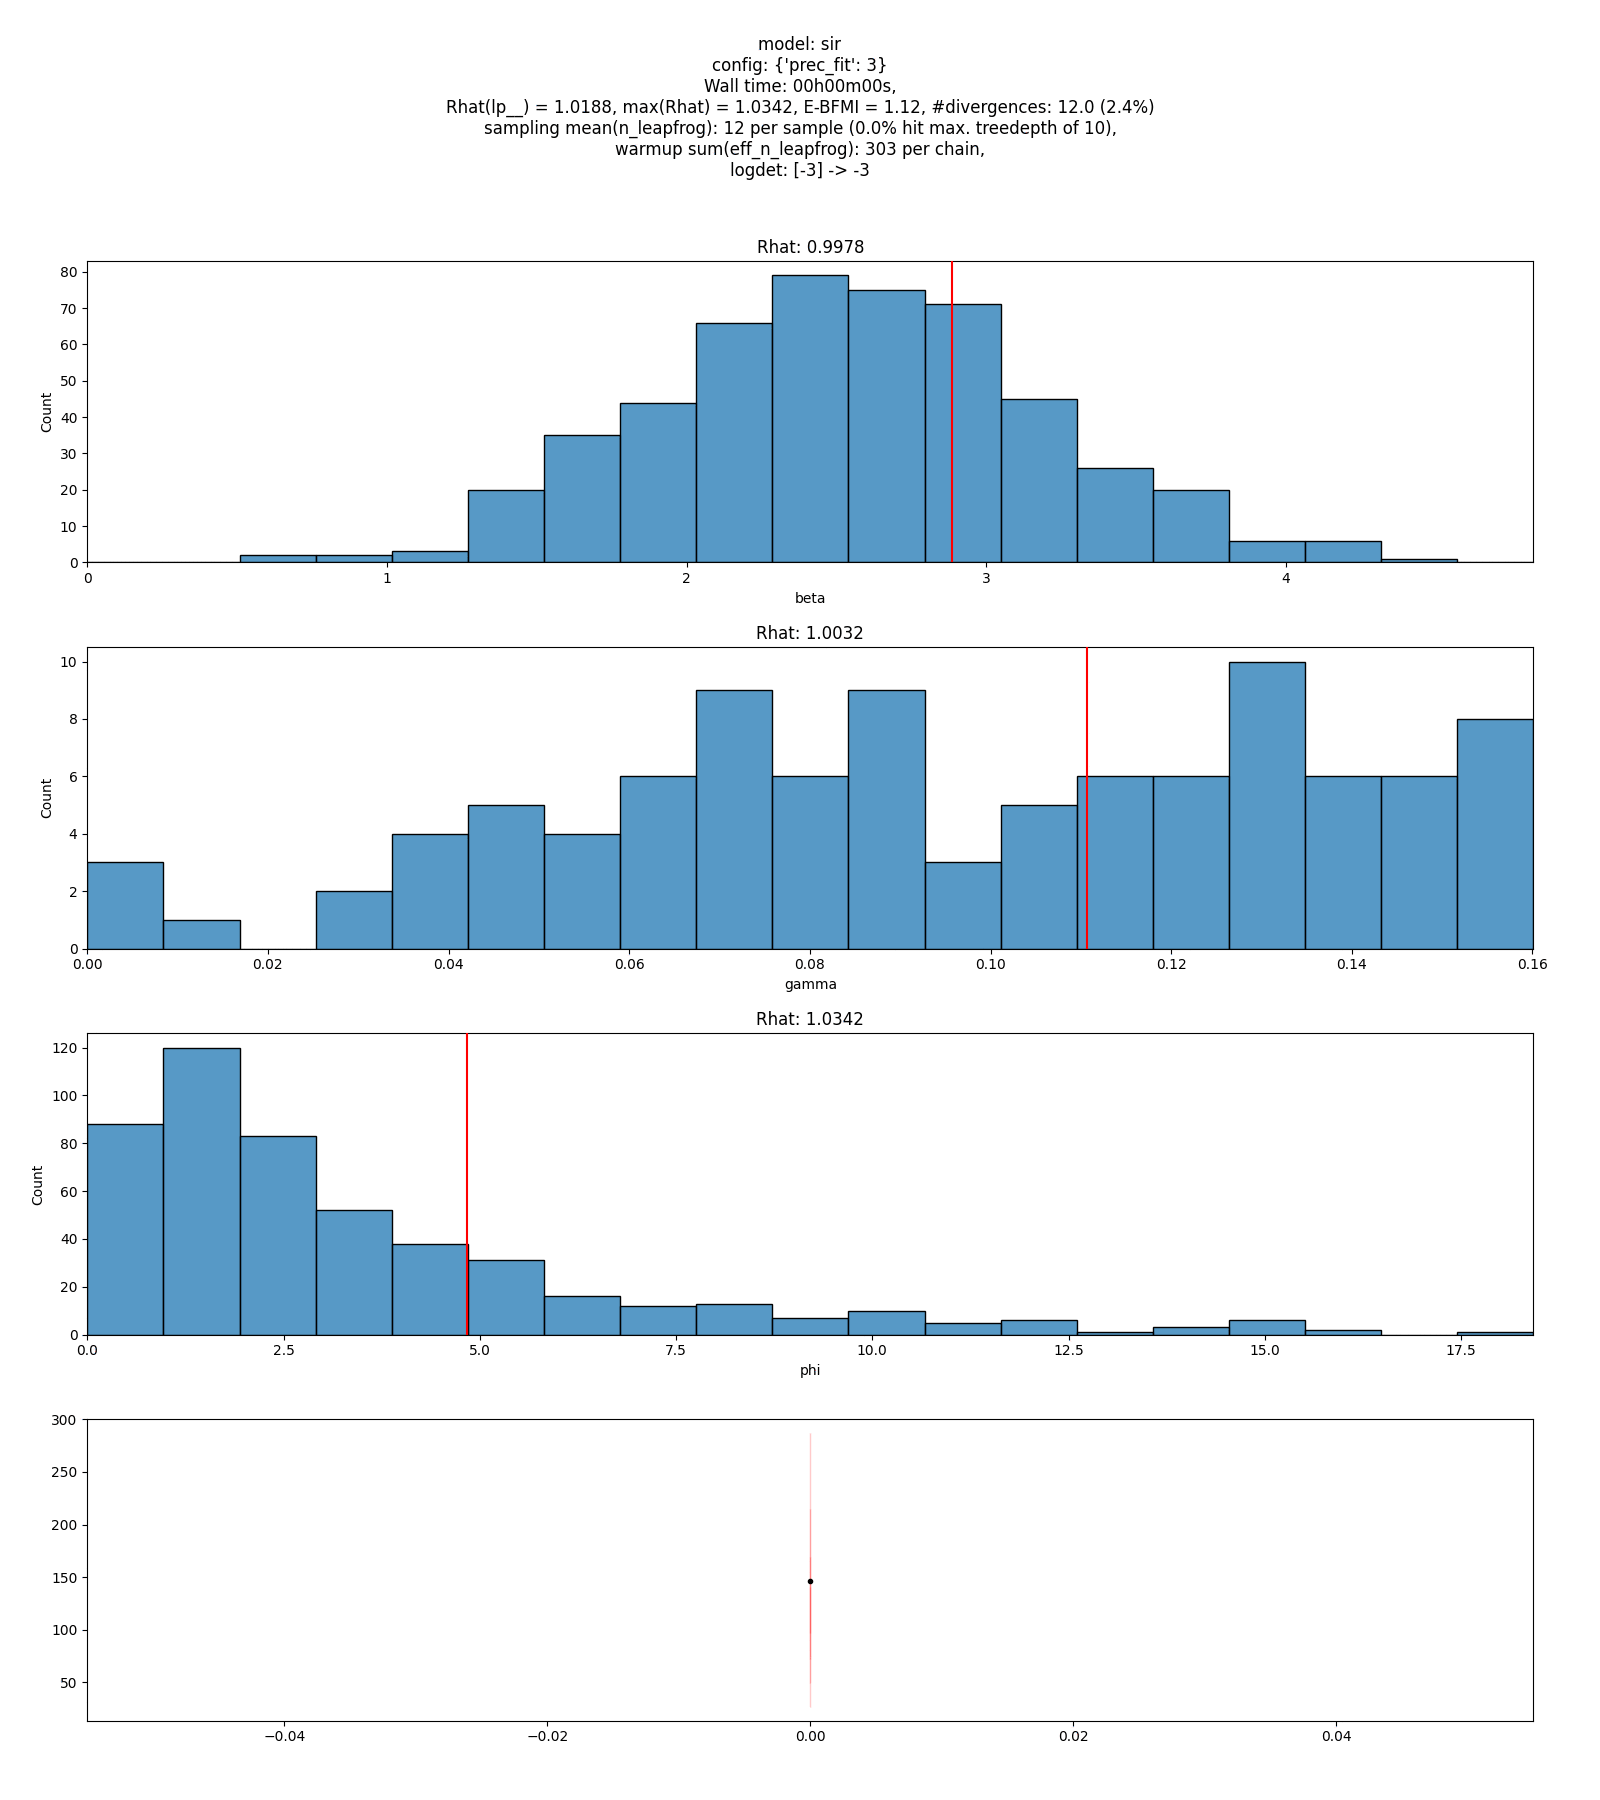 model: sir
config: {'prec_fit': 3}
Wall time: 00h00m00s,
Rhat(lp__) = 1.0188, max(Rhat) = 1.0342, E-BFMI = 1.12, #divergences: 12.0 (2.4%)
sampling mean(n_leapfrog): 12 per sample (0.0% hit max. treedepth of 10),
warmup sum(eff_n_leapfrog): 303 per chain,
logdet: [-3] -> -3
Rhat: 0.9978
80
70
60
50
40
30
20
10
0
Count
0 1 2 3 4
beta
Rhat: 1.0032
10
8
6
4
2
0
Count
0.00 0.02 0.04 0.06 0.08 0.10 0.12 0.14 0.16
gamma
Rhat: 1.0342
120
100
80
60
40
20
0
Count
0.0 2.5 5.0 7.5 10.0 12.5 15.0 17.5
phi
300
250
200
150
100
50
−0.04 −0.02 0.00 0.02 0.04